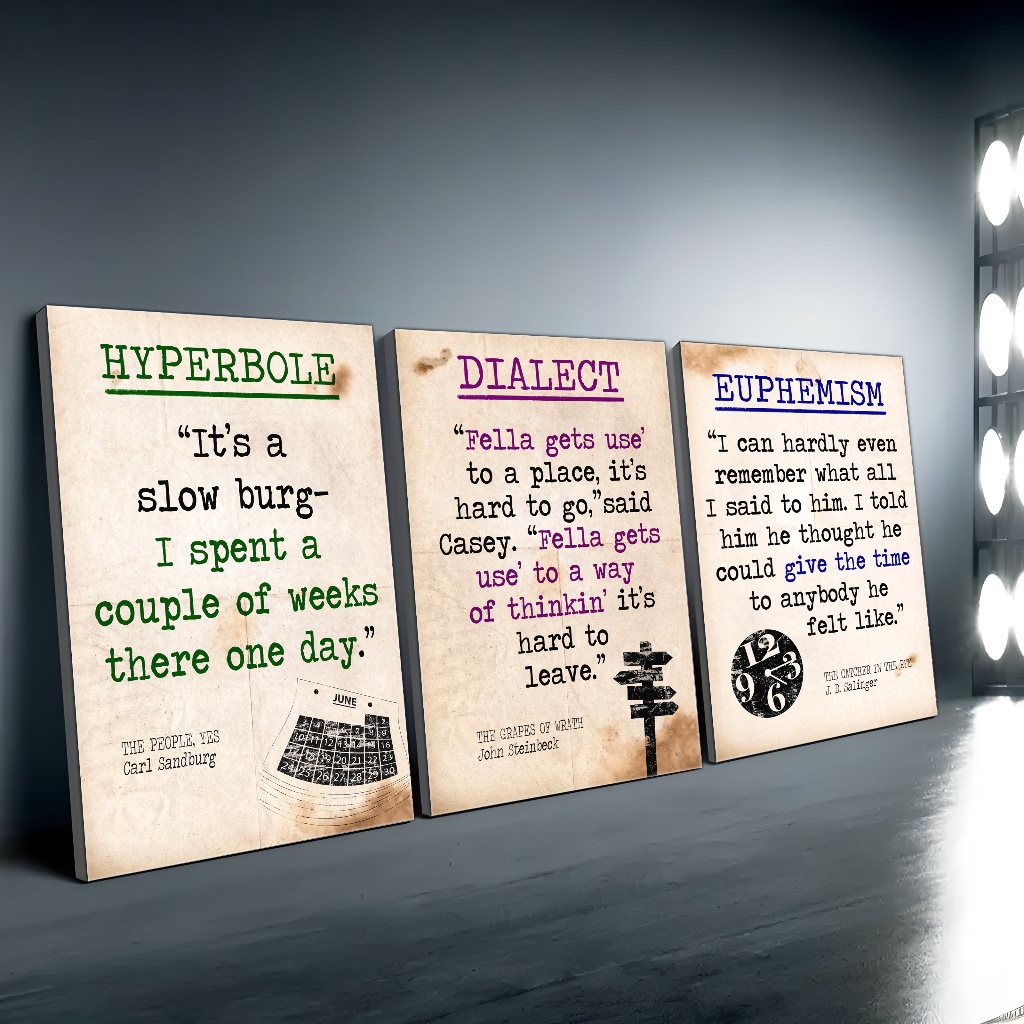 HYPERBOLE
“It’s a
slow burg-
I spent a
couple of weeks
there one day.”
THE PEOPLE, YES
Carl Sandburg
JUNE
DIALECT
“Fella gets use’
to a place, it’s
hard to go,”said
Casey. “Fella gets
use’ to a way
of thinkin’ it’s
hard to
leave.”
THE GRAPES OF WRATH
John Steinbeck
EUPHEMISM
“I can hardly even
remember what all
I said to him. I told
him he thought he
could give the time
to anybody he
felt like.”
12
3
9
6
THE CATCHER IN THE RYE
J. D. Salinger